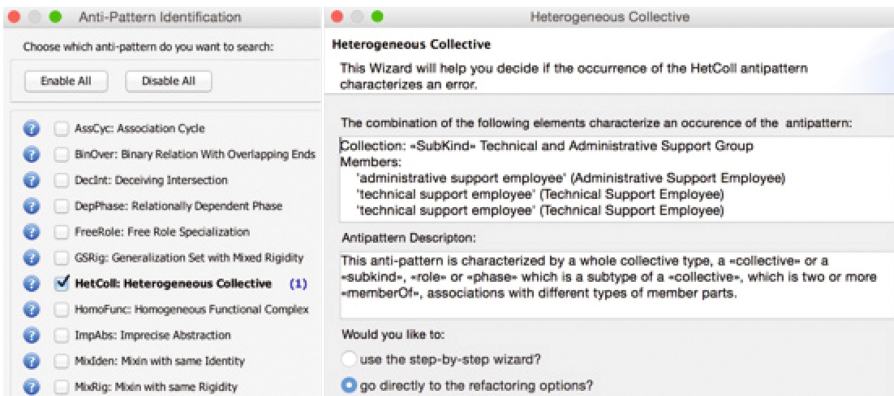 Anti-Pattern Identification
Choose which anti-pattern do you want to search:
Enable All
Disable All
AssCyc: Association Cycle
BinOver: Binary Relation With Overlapping Ends
DecInt: Deceiving Intersection
DepPhase: Relationally Dependent Phase
FreeRole: Free Role Specialization
GSRig: Generalization Set with Mixed Rigidity
HetColl: Heterogeneous Collective (1)
HomoFunc: Homogeneous Functional Complex
ImpAbs: Imprecise Abstraction
MixIden: Mixin with same Identity
MixRig: Mixin with same Rigidity
Heterogeneous Collective
Heterogeneous Collective
This Wizard will help you decide if the occurrence of the HetColl antipattern
characterizes an error.
The combination of the following elements characterize an occurence of the antipattern:
Collection: «SubKind» Technical and Administrative Support Group
Members:
'administrative support employee' (Administrative Support Employee)
'technical support employee' (Technical Support Employee)
'technical support employee' (Technical Support Employee)
Antipattern Descripton:
This anti-pattern is characterized by a whole collective type, a «collective» or a
«subkind», «role» or «phase» which is a subtype of a «collective», which is two or more
«memberOf», associations with different types of member parts.
Would you like to:
use the step-by-step wizard?
go directly to the refactoring options?